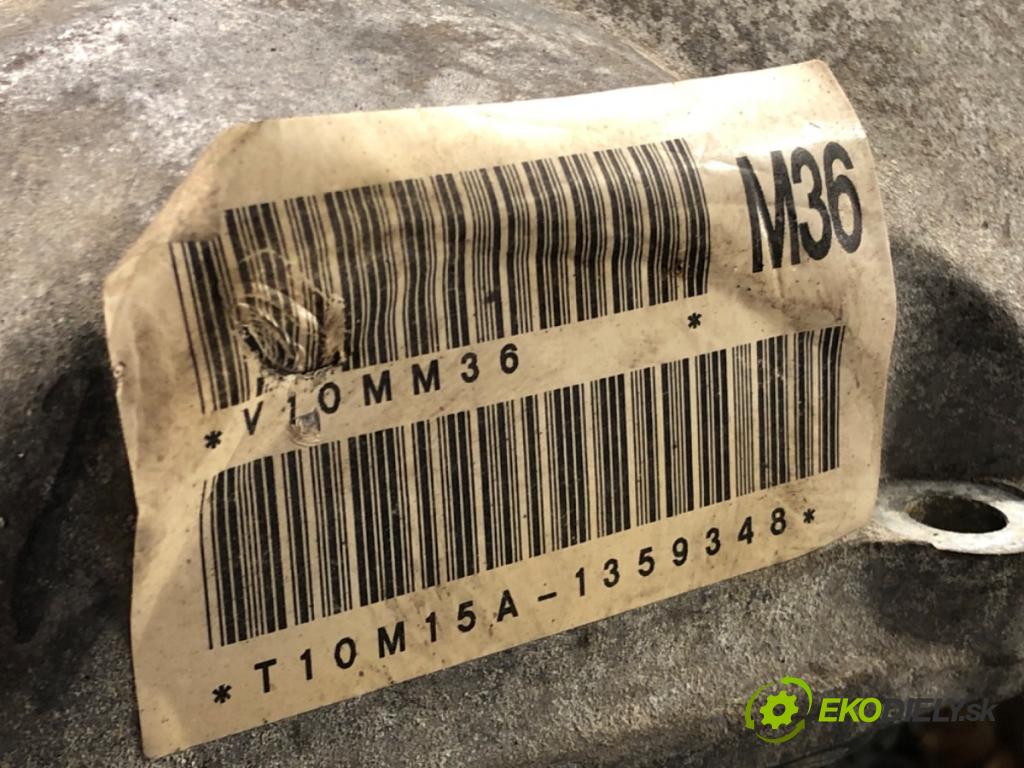 M36
*V10MM36 *
*T10M15A-1359348*
EKODIELY.sk